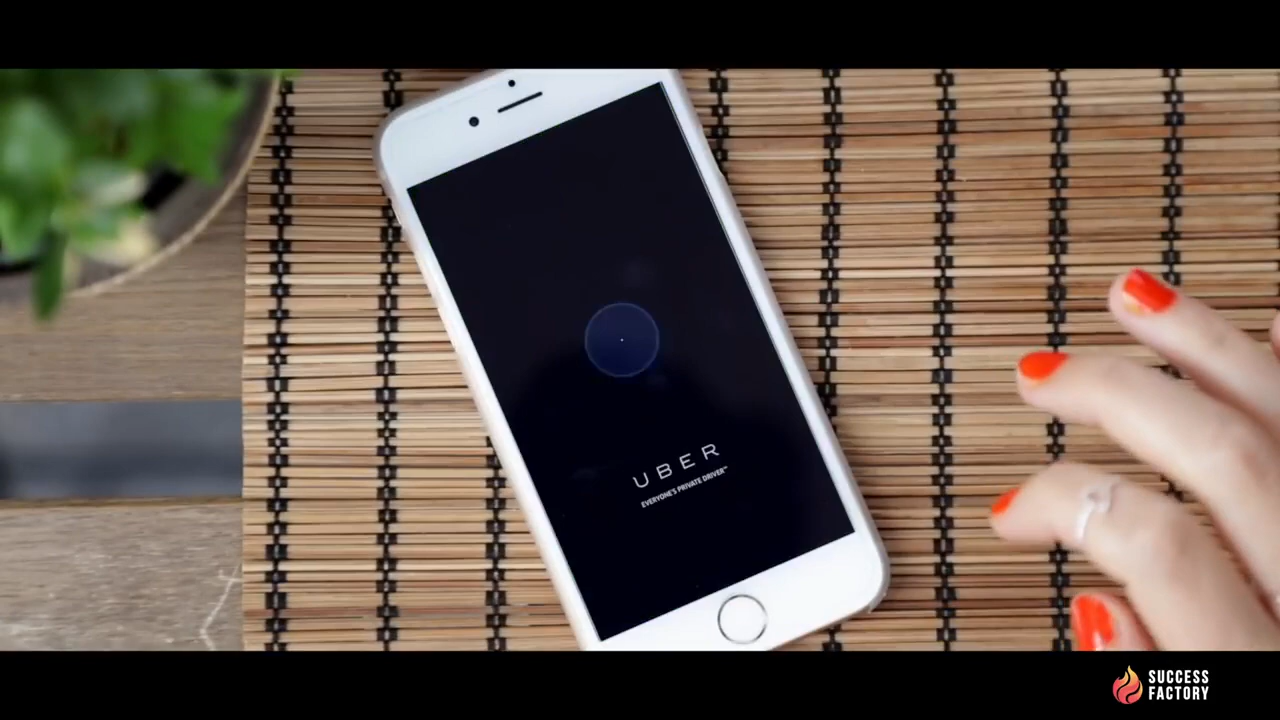 UBER
EVERYONE'S PRIVATE DRIVER™
SUCCESS
FACTORY